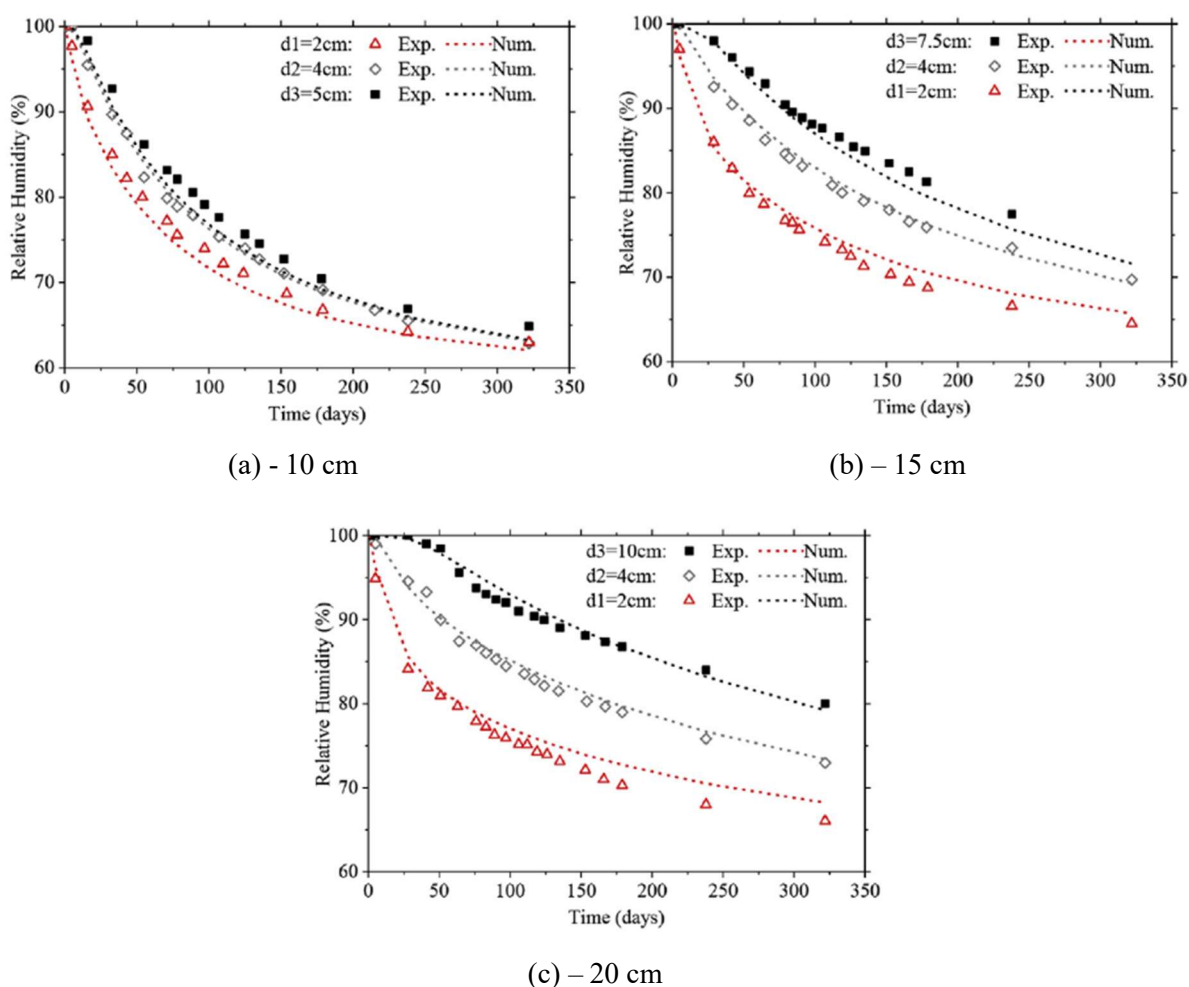 100
90
80
70
60
Relative Humidity (%)
d1=2cm: Exp. Num.
d2=4cm: Exp. Num.
d3=5cm: Exp. Num.
0 50 100 150 200 250 300 350
Time (days)
(a) - 10 cm
100
90
80
70
60
Relative Humidity (%)
d3=7.5cm: Exp. Num.
d2=4cm: Exp. Num.
d1=2cm: Exp. Num.
0 50 100 150 200 250 300 350
Time (days)
(b) – 15 cm
100
90
80
70
60
Relative Humidity (%)
d3=10cm: Exp. Num.
d2=4cm: Exp. Num.
d1=2cm: Exp. Num.
0 50 100 150 200 250 300 350
Time (days)
(c) – 20 cm